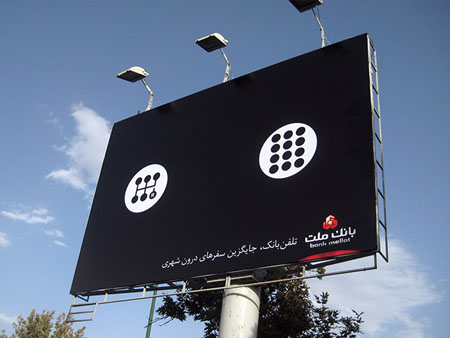 بانک ملت
bank mellat
تلفن‌بانک، جایگزین سفرهای درون شهری